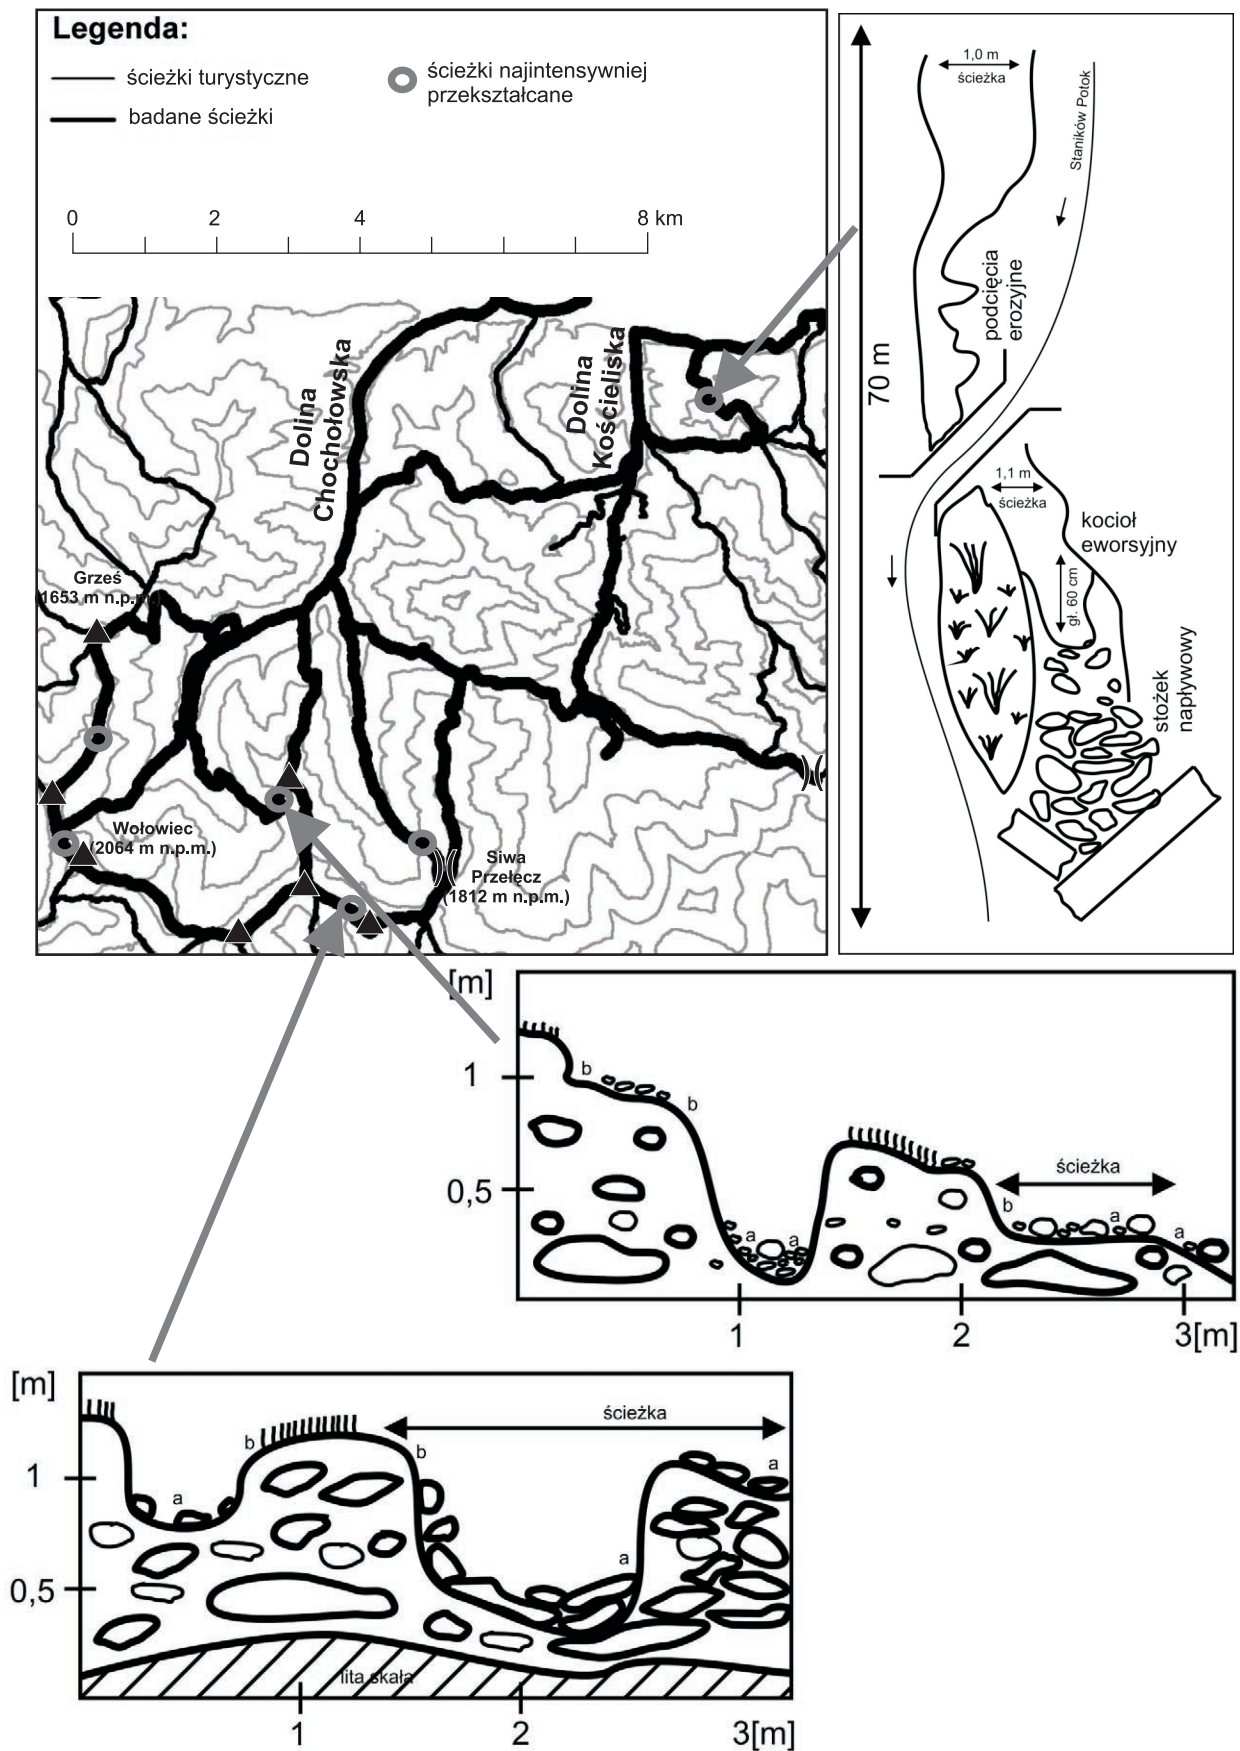 Legenda:
ścieżki turystyczne
badane ścieżki
ścieżki najintensywniej
przekształcane
0 2 4 8 km
Dolina
Chochołowska
Dolina
Kościeliska
Grześ
(1653 m n.p.m.)
Wołowiec
(2064 m n.p.m.)
Siwa
Przełęcz
(1812 m n.p.m.)
70 m
1,0 m
ścieżka
Staników Potok
podcięcia
erozyjne
1,1 m
ścieżka
kocioł
eworsyjny
gł. 60 cm
stożek
napływowy
[m]
b
b
1
ścieżka
0,5
b
a
a
a
a
1
2
3[m]
[m]
ścieżka
b
b
a
1
a
a
0,5
lita skała
1
2
3[m]